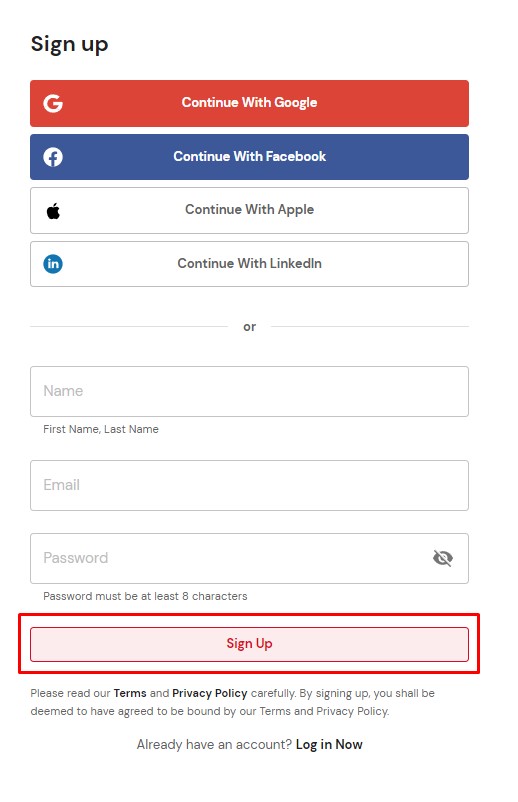 Sign up
Continue With Google
Continue With Facebook
Continue With Apple
in Continue With LinkedIn
or
Name
First Name, Last Name
Email
Password
Password must be at least 8 characters
Sign Up
Please read our Terms and Privacy Policy carefully. By signing up, you shall be
deemed to have agreed to be bound by our Terms and Privacy Policy.
Already have an account? Log in Now